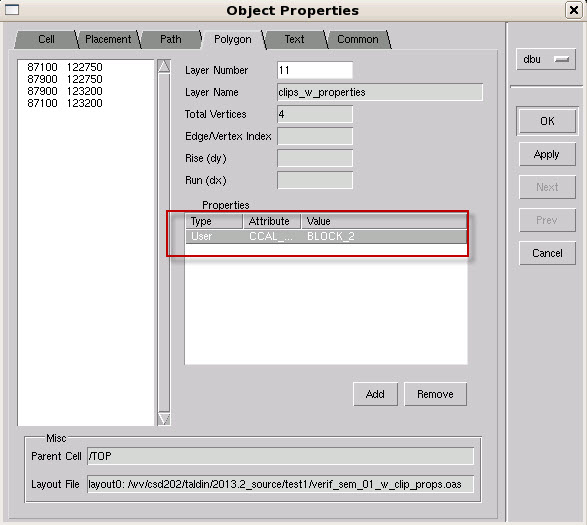 Object Properties
Cell Placement Path Polygon Text Common
dbu
87100 122750
87900 122750
87900 123200
87100 123200
Layer Number 11
Layer Name clips_w_properties
Total Vertices 4
Edge/Vertex Index
Rise (dy)
Run (dx)
Properties
Type Attribute Value
User CCAL_... BLOCK_2
Add Remove
OK
Apply
Next
Prev
Cancel
Misc
Parent Cell /TOP
Layout File layout0: /wv/csd202/taldin/2013.2_source/test1/verif_sem_01_w_clip_props.oas